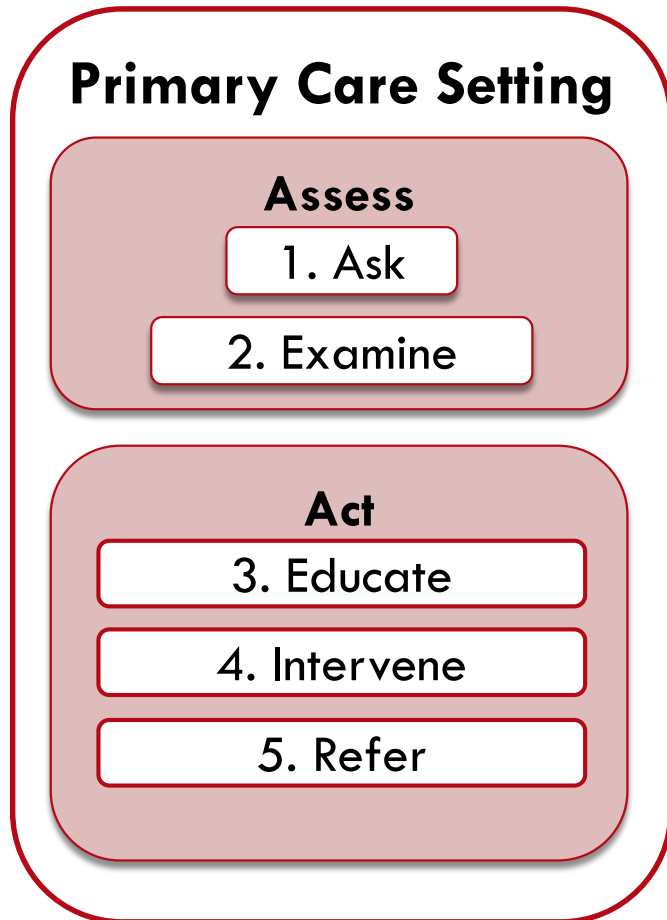 Primary Care Setting
Assess
1. Ask
2. Examine
Act
3. Educate
4. Intervene
5. Refer